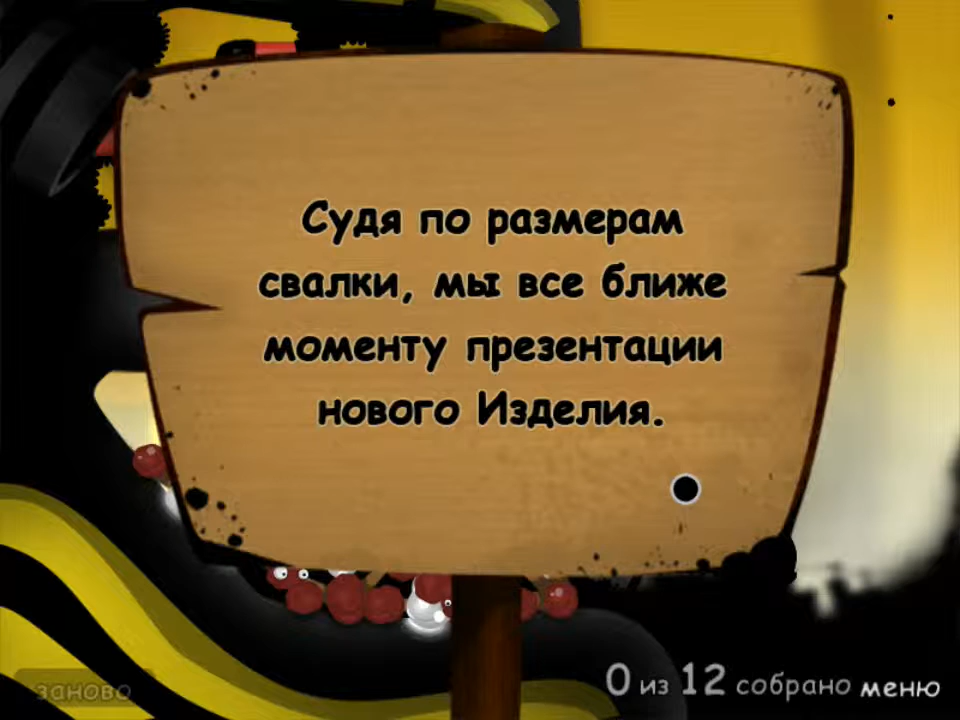 Судя по размерам
свалки, мы все ближе
моменту презентации
нового Изделия.
заново
0 из 12 собрано меню